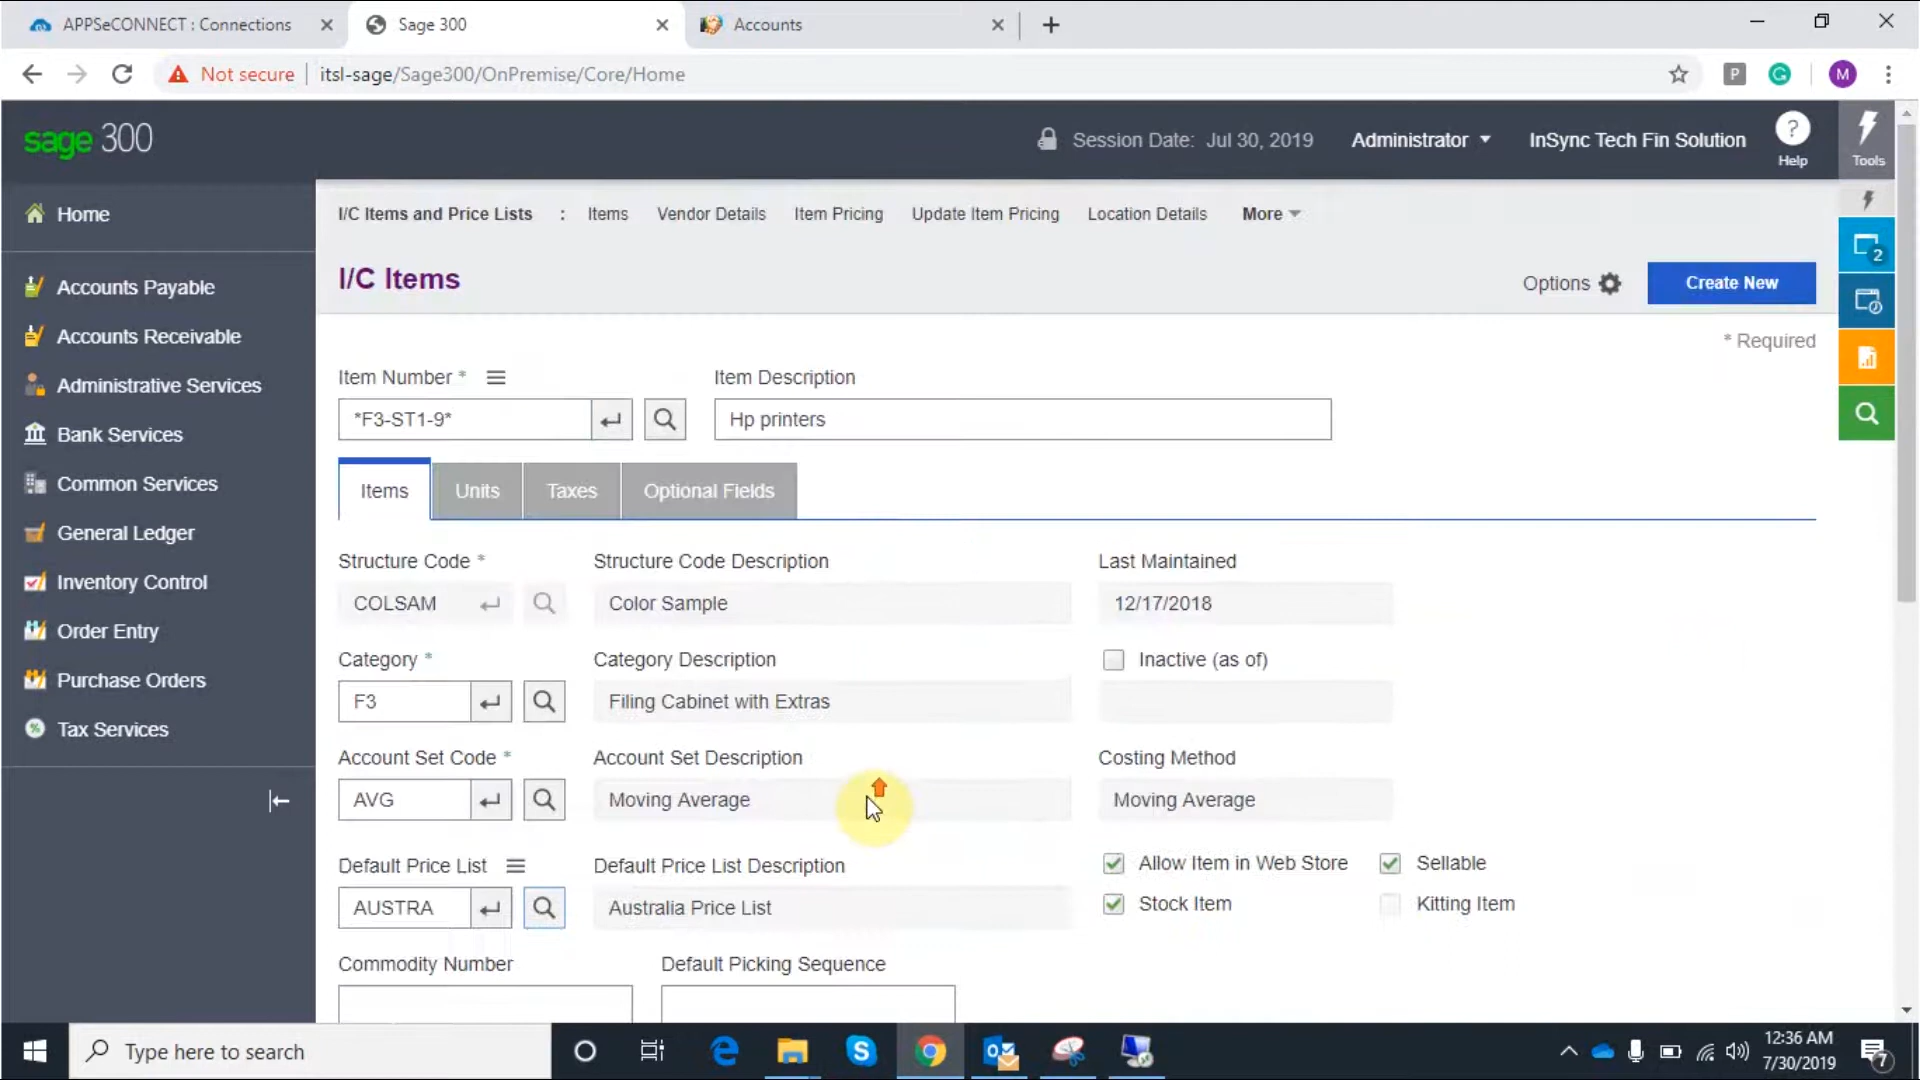 APPSeCONNECT : Connections
Sage 300
Accounts
Not secure
itsl-sage/Sage300/OnPremise/Core/Home
P
M
sage 300
Session Date: Jul 30, 2019
Administrator
InSync Tech Fin Solution
?
Help
Tools
Home
I/C Items and Price Lists : Items Vendor Details Item Pricing Update Item Pricing Location Details More
2
Accounts Payable
I/C Items
Options
Create New
Accounts Receivable
* Required
Administrative Services
Item Number *
Item Description
*F3-ST1-9*
Hp printers
Bank Services
Common Services
Items
Units
Taxes
Optional Fields
General Ledger
Structure Code *
Structure Code Description
Last Maintained
Inventory Control
COLSAM
Color Sample
12/17/2018
Order Entry
Category *
Category Description
Inactive (as of)
Purchase Orders
F3
Filing Cabinet with Extras
Tax Services
Account Set Code *
Account Set Description
Costing Method
AVG
Moving Average
Moving Average
Default Price List
Default Price List Description
Allow Item in Web Store
Sellable
AUSTRA
Australia Price List
Stock Item
Kitting Item
Commodity Number
Default Picking Sequence
Type here to search
12:36 AM
7/30/2019
7